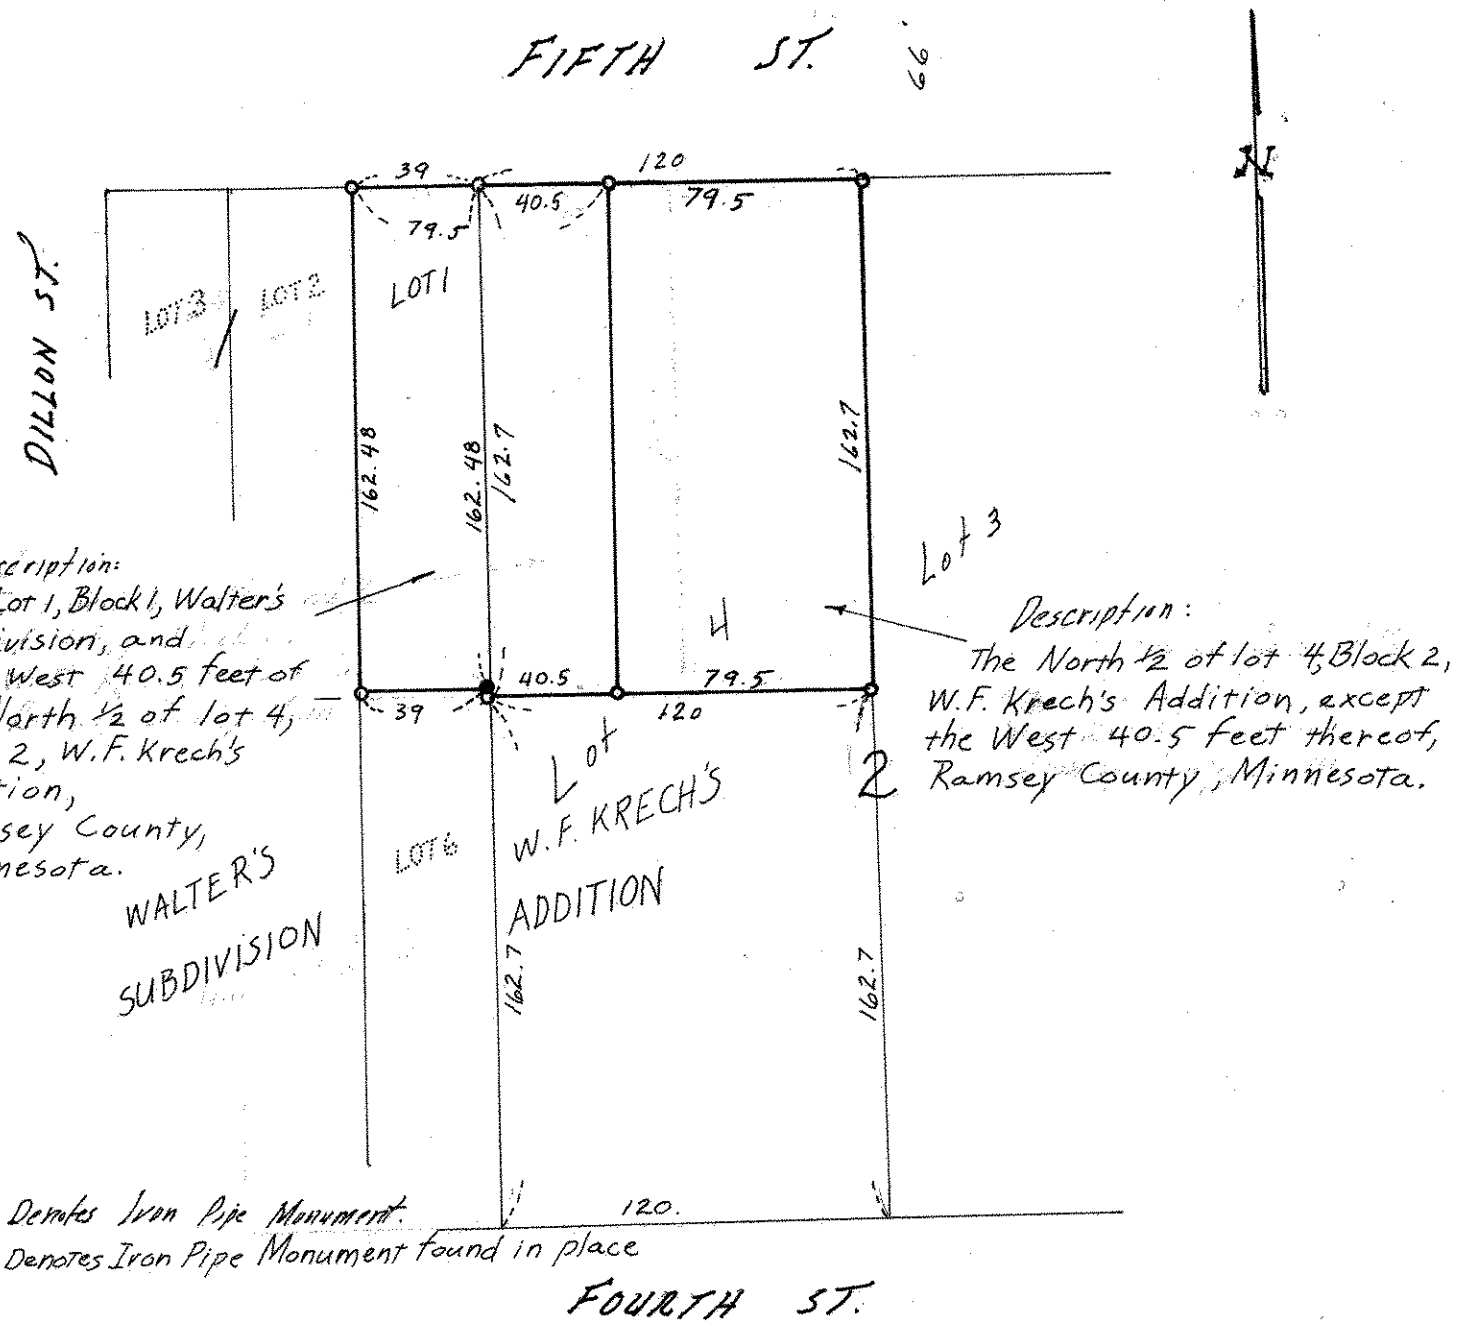 FIFTH ST.
66
N
39
120
40.5
79.5
79.5
DILLON ST.
LOT 3
LOT 2
LOT 1
162.48
162.48
162.7
162.7
Lot 3
cription:
Lot 1, Block 1, Walter's
ivision, and
West 40.5 feet of
North 1/2 of lot 4,
2, W.F. Krech's
tion,
sey County,
nesota.
4
Description:
The North 1/2 of lot 4, Block 2,
W.F. Krech's Addition, except
the West 40.5 feet thereof,
Ramsey County, Minnesota.
40.5
79.5
39
120
2
Lot
W.F. KRECH'S
ADDITION
LOT 6
WALTER'S
SUBDIVISION
162.7
162.7
120.
Denotes Iron Pipe Monument.
Denotes Iron Pipe Monument found in place
FOURTH ST.